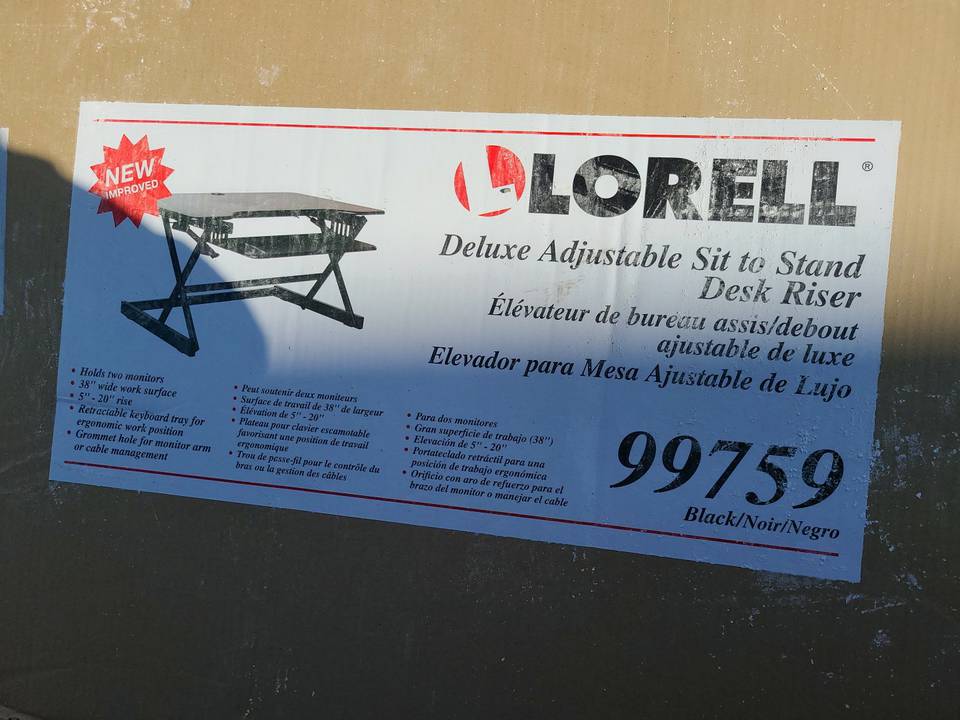 NEW
IMPROVED
LORELL®
Deluxe Adjustable Sit to Stand
Desk Riser
Élévateur de bureau assis/debout
ajustable de luxe
Elevador para Mesa Ajustable de Lujo
• Holds two monitors
• 38" wide work surface
• 5" - 20" rise
• Retractable keyboard tray for
ergonomic work position
• Grommet hole for monitor arm
or cable management
• Peut soutenir deux moniteurs
• Surface de travail de 38" de largeur
• Élévation de 5" - 20"
• Plateau pour clavier escamotable
favorisant une position de travail
ergonomique
• Trou de passe-fil pour le contrôle du
bras ou la gestion des câbles
• Para dos monitores
• Gran superficie de trabajo (38")
• Elevación de 5" - 20"
• Portateclado retráctil para una
posición de trabajo ergonómica
• Orificio con aro de refuerzo para el
brazo del monitor o manejar el cable
99759
Black/Noir/Negro